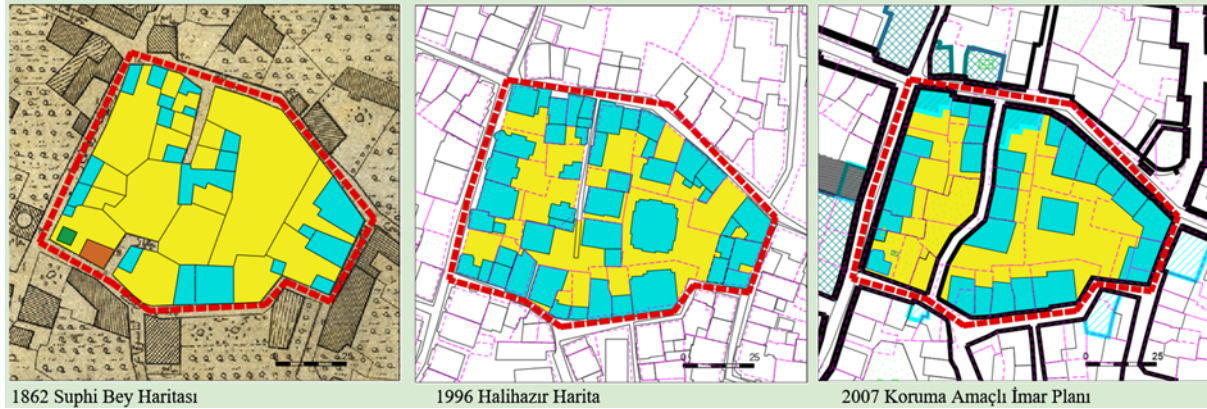 0 25
0 25
1862 Suphi Bey Haritası
1996 Halihazır Harita
2007 Koruma Amaçlı İmar Planı